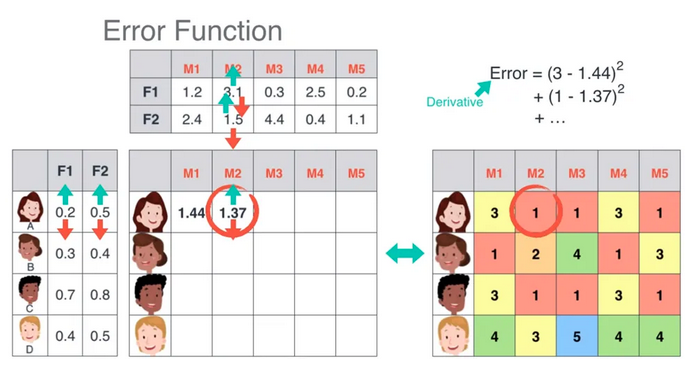 Error Function
M1 M2 M3 M4 M5
F1 1.2 3.1 0.3 2.5 0.2
F2 2.4 1.5 4.4 0.4 1.1
Error = (3 - 1.44)²
Derivative
+ (1 - 1.37)²
+ ...
F1 F2
A 0.2 0.5
B 0.3 0.4
C 0.7 0.8
D 0.4 0.5
M1 M2 M3 M4 M5
1.44 1.37
M1 M2 M3 M4 M5
3 1 1 3 1
1 2 4 1 3
3 1 1 3 1
4 3 5 4 4